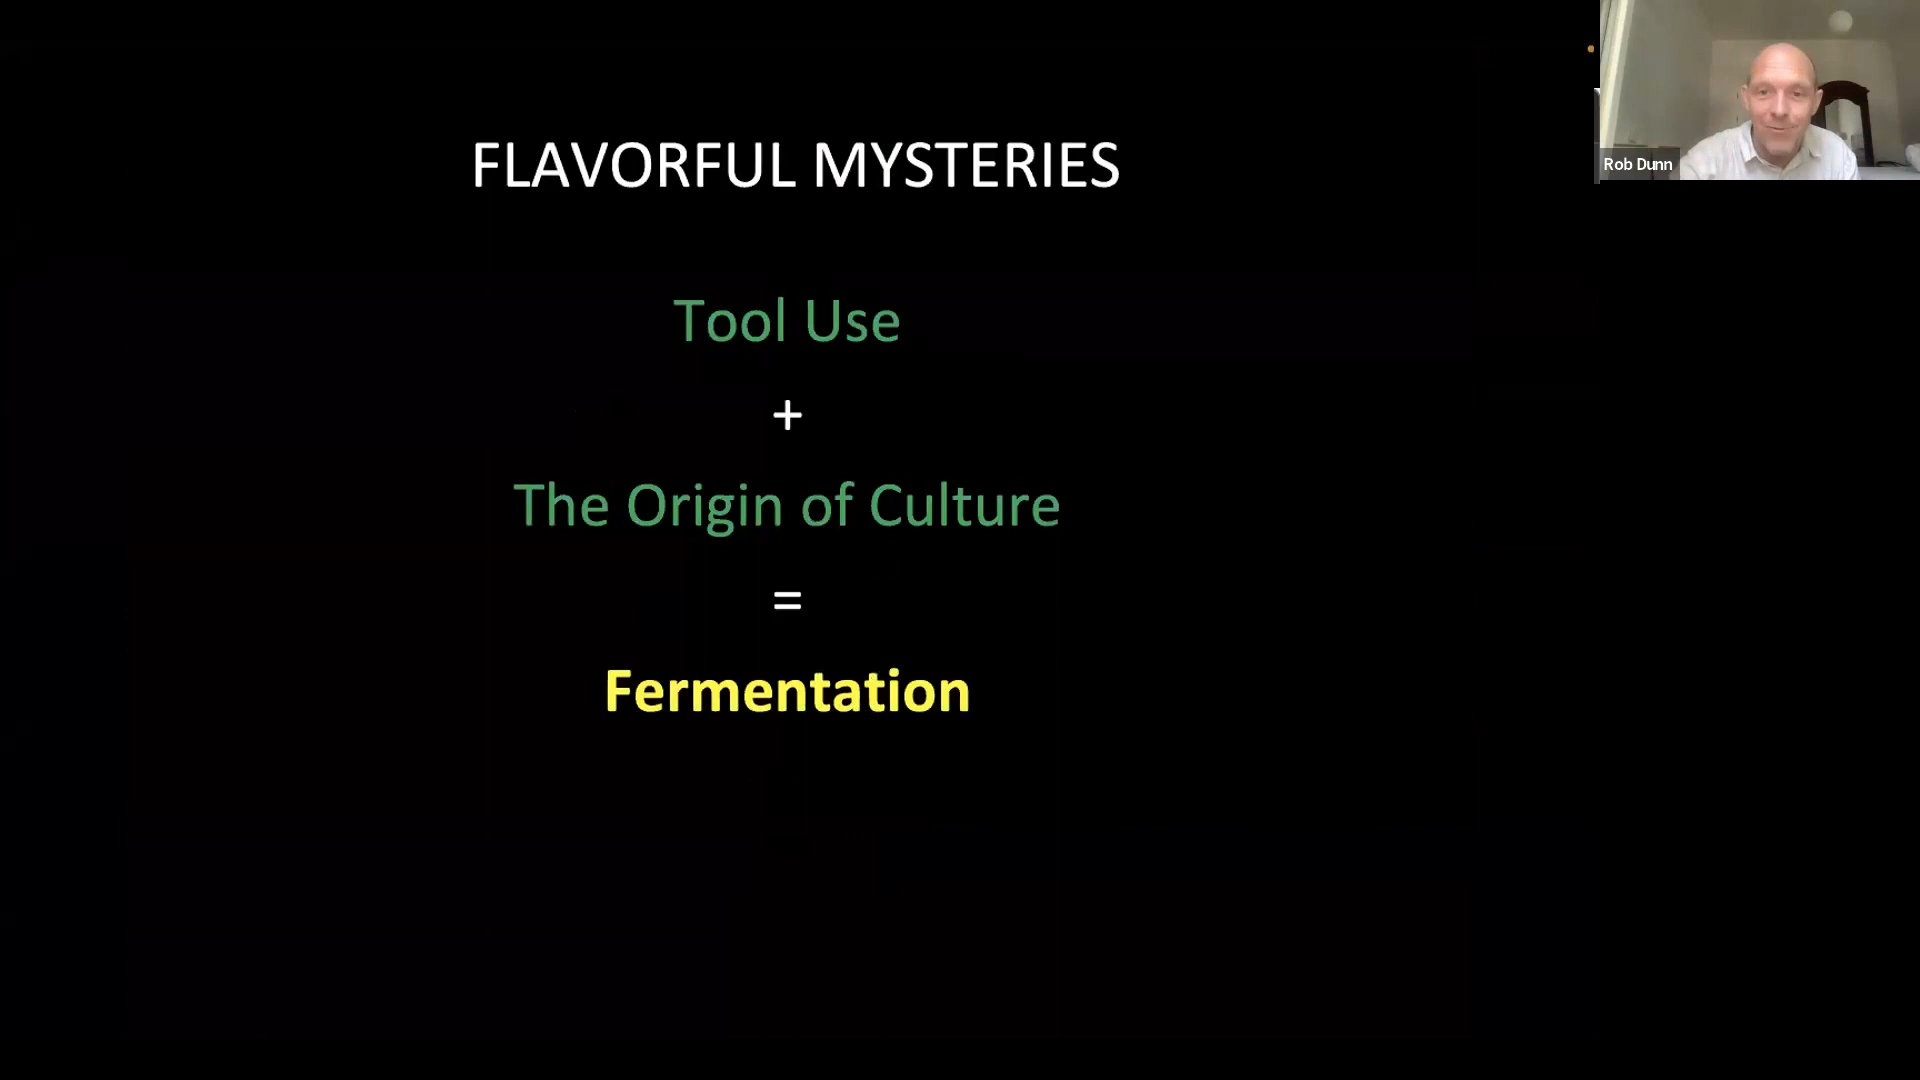 FLAVORFUL MYSTERIES
Tool Use
+
The Origin of Culture
=
Fermentation
Rob Dunn